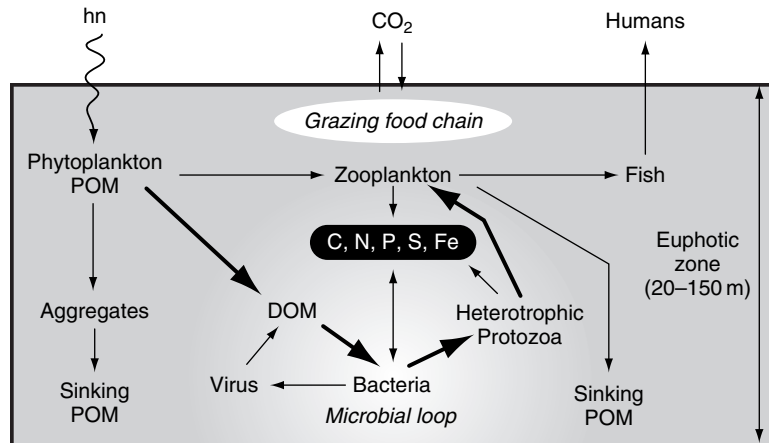 hn
CO₂
Humans
Grazing food chain
Phytoplankton
POM
Zooplankton
Fish
C, N, P, S, Fe
Euphotic
zone
(20–150 m)
Aggregates
DOM
Heterotrophic
Protozoa
Sinking
POM
Virus
Bacteria
Microbial loop
Sinking
POM